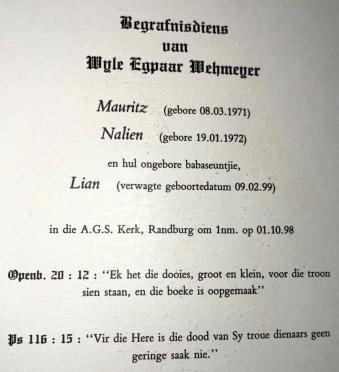 Begrafnisdiens
van
Wyle Egpaar Wehmeyer
Mauritz (gebore 08.03.1971)
Nalien (gebore 19.01.1972)
en hul ongebore babaseuntjie,
Lian (verwagte geboortedatum 09.02.99)
in die A.G.S. Kerk, Randburg om 1nm. op 01.10.98
Openb. 20 : 12 : “Ek het die dooies, groot en klein, voor die troon
sien staan, en die boeke is oopgemaak”
Ps 116 : 15 : “Vir die Here is die dood van Sy troue dienaars geen
geringe saak nie.”